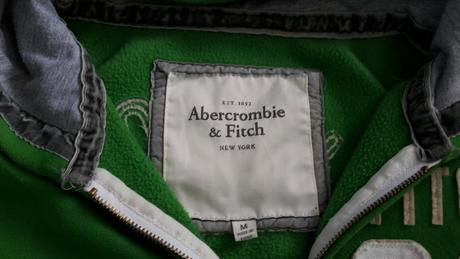 EST. 1892
Abercrombie
& Fitch
NEW YORK
M